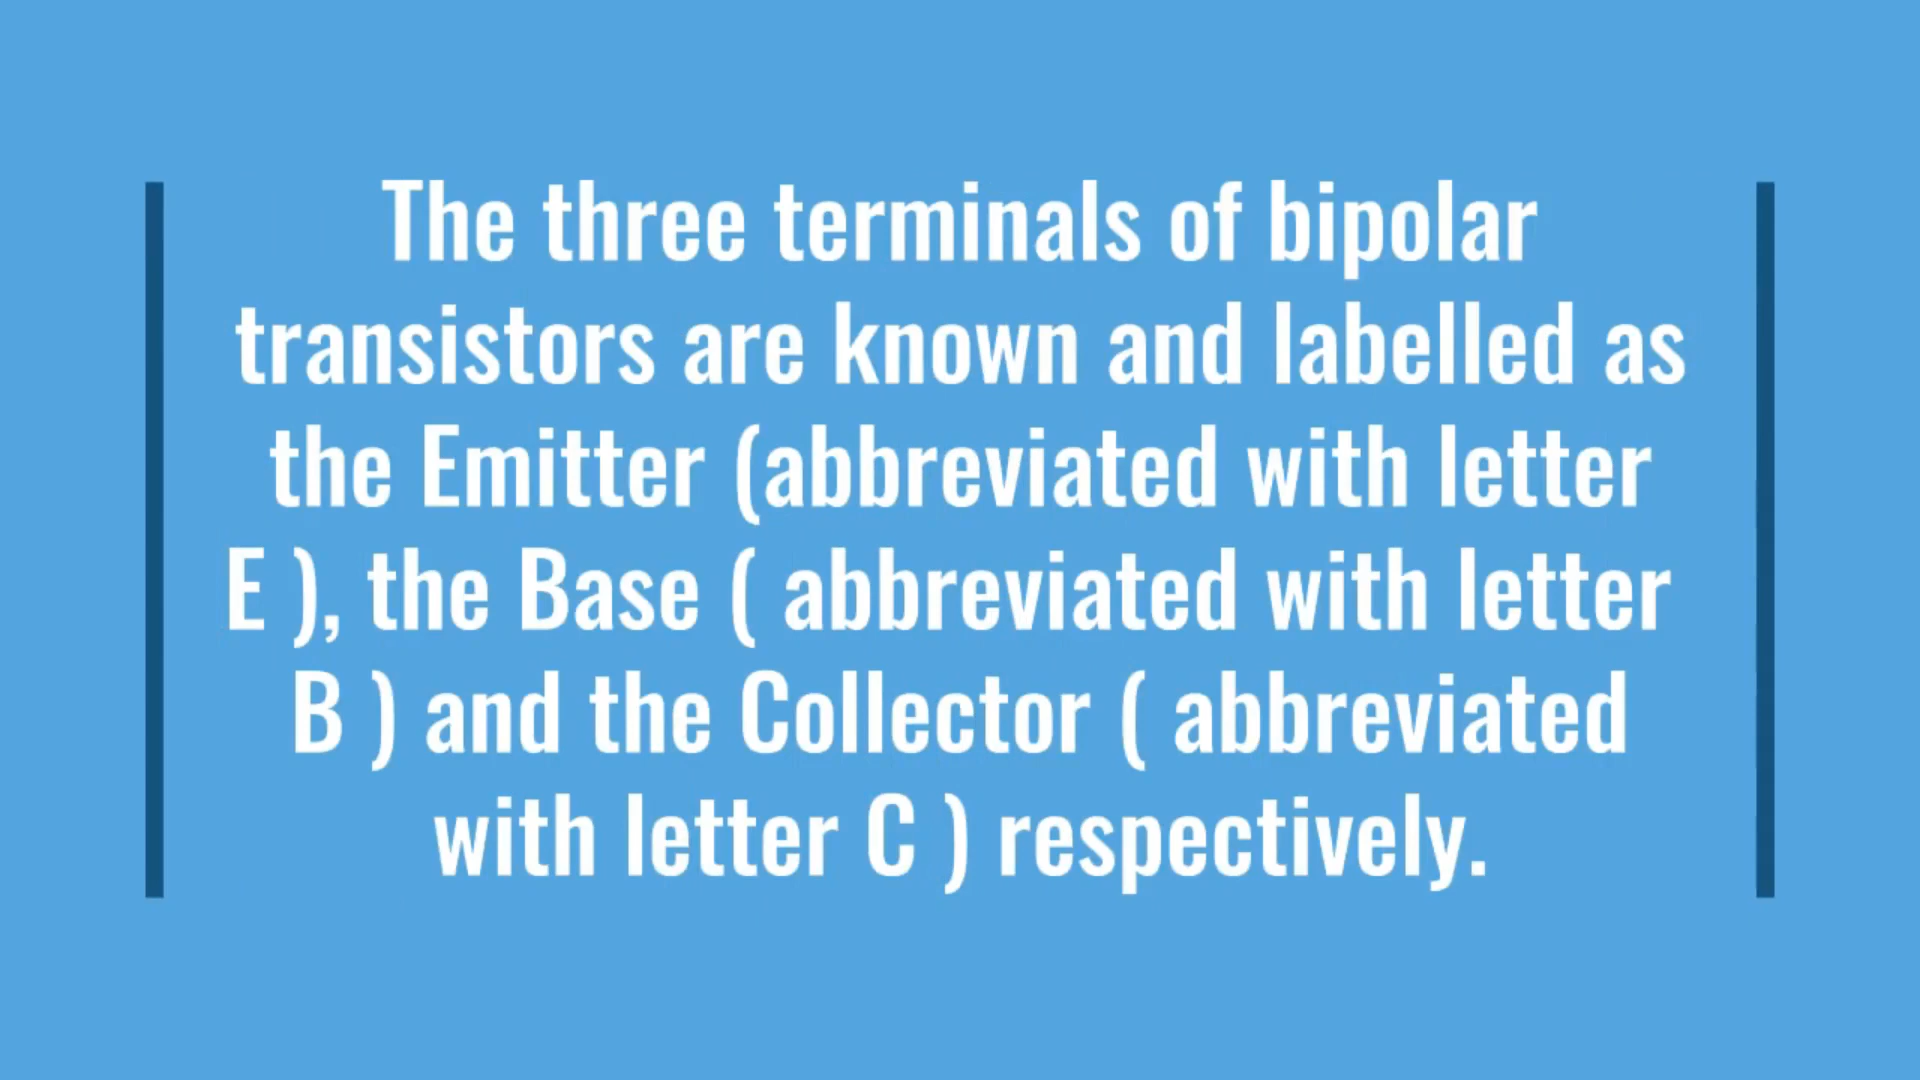 The three terminals of bipolar
transistors are known and labelled as
the Emitter (abbreviated with letter
E ), the Base ( abbreviated with letter
B ) and the Collector ( abbreviated
with letter C ) respectively.